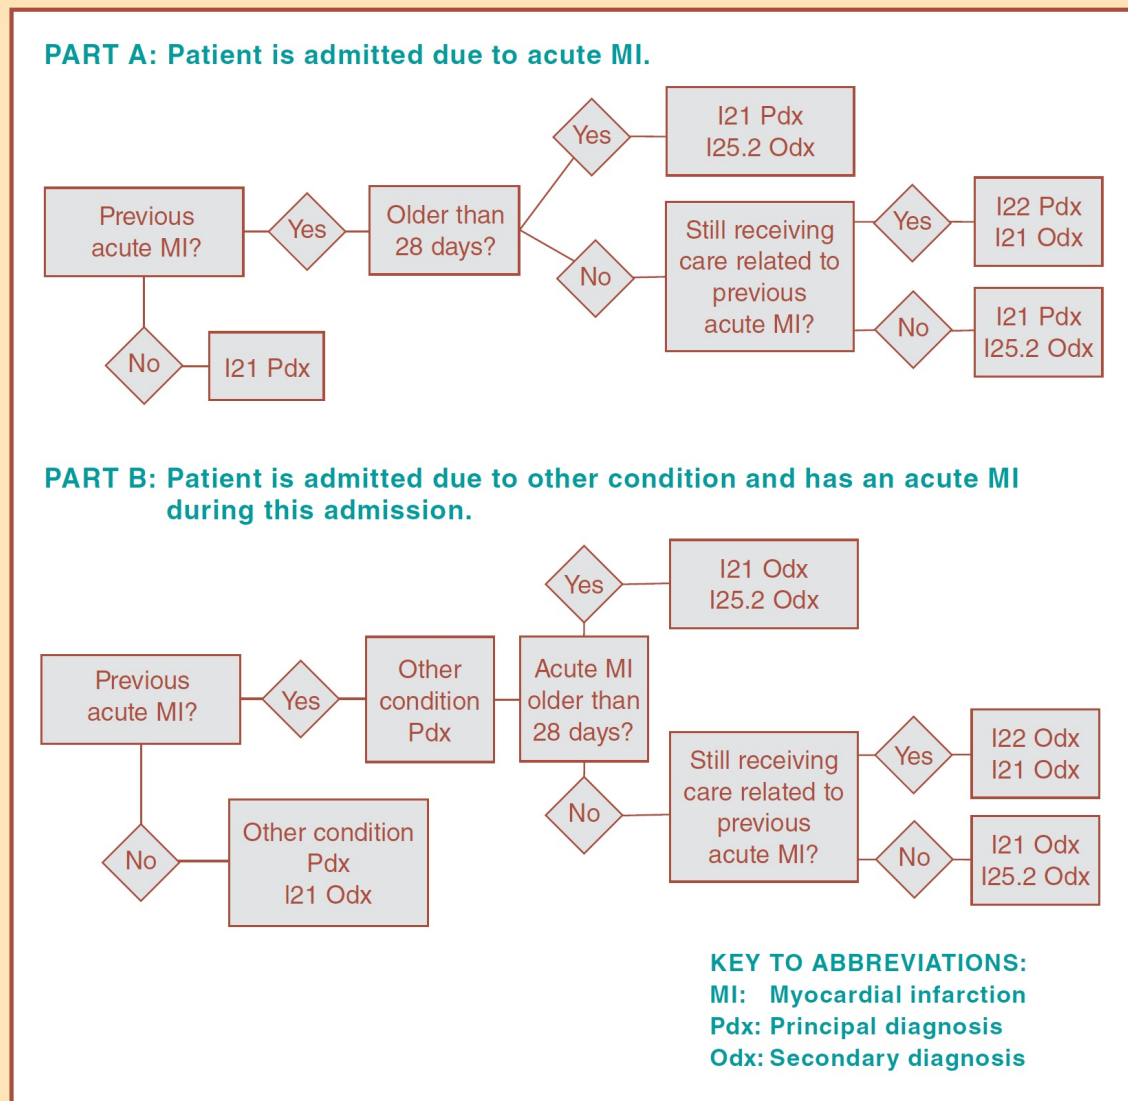 PART A: Patient is admitted due to acute MI.
Previous
acute MI?
Yes
Older than
28 days?
Yes
I21 Pdx
I25.2 Odx
No
Still receiving
care related to
previous
acute MI?
Yes
I22 Pdx
I21 Odx
No
I21 Pdx
I25.2 Odx
No
I21 Pdx
PART B: Patient is admitted due to other condition and has an acute MI
during this admission.
Previous
acute MI?
Yes
Other
condition
Pdx
Acute MI
older than
28 days?
Yes
I21 Odx
I25.2 Odx
No
Still receiving
care related to
previous
acute MI?
Yes
I22 Odx
I21 Odx
No
I21 Odx
I25.2 Odx
No
Other condition
Pdx
I21 Odx
KEY TO ABBREVIATIONS:
MI: Myocardial infarction
Pdx: Principal diagnosis
Odx: Secondary diagnosis